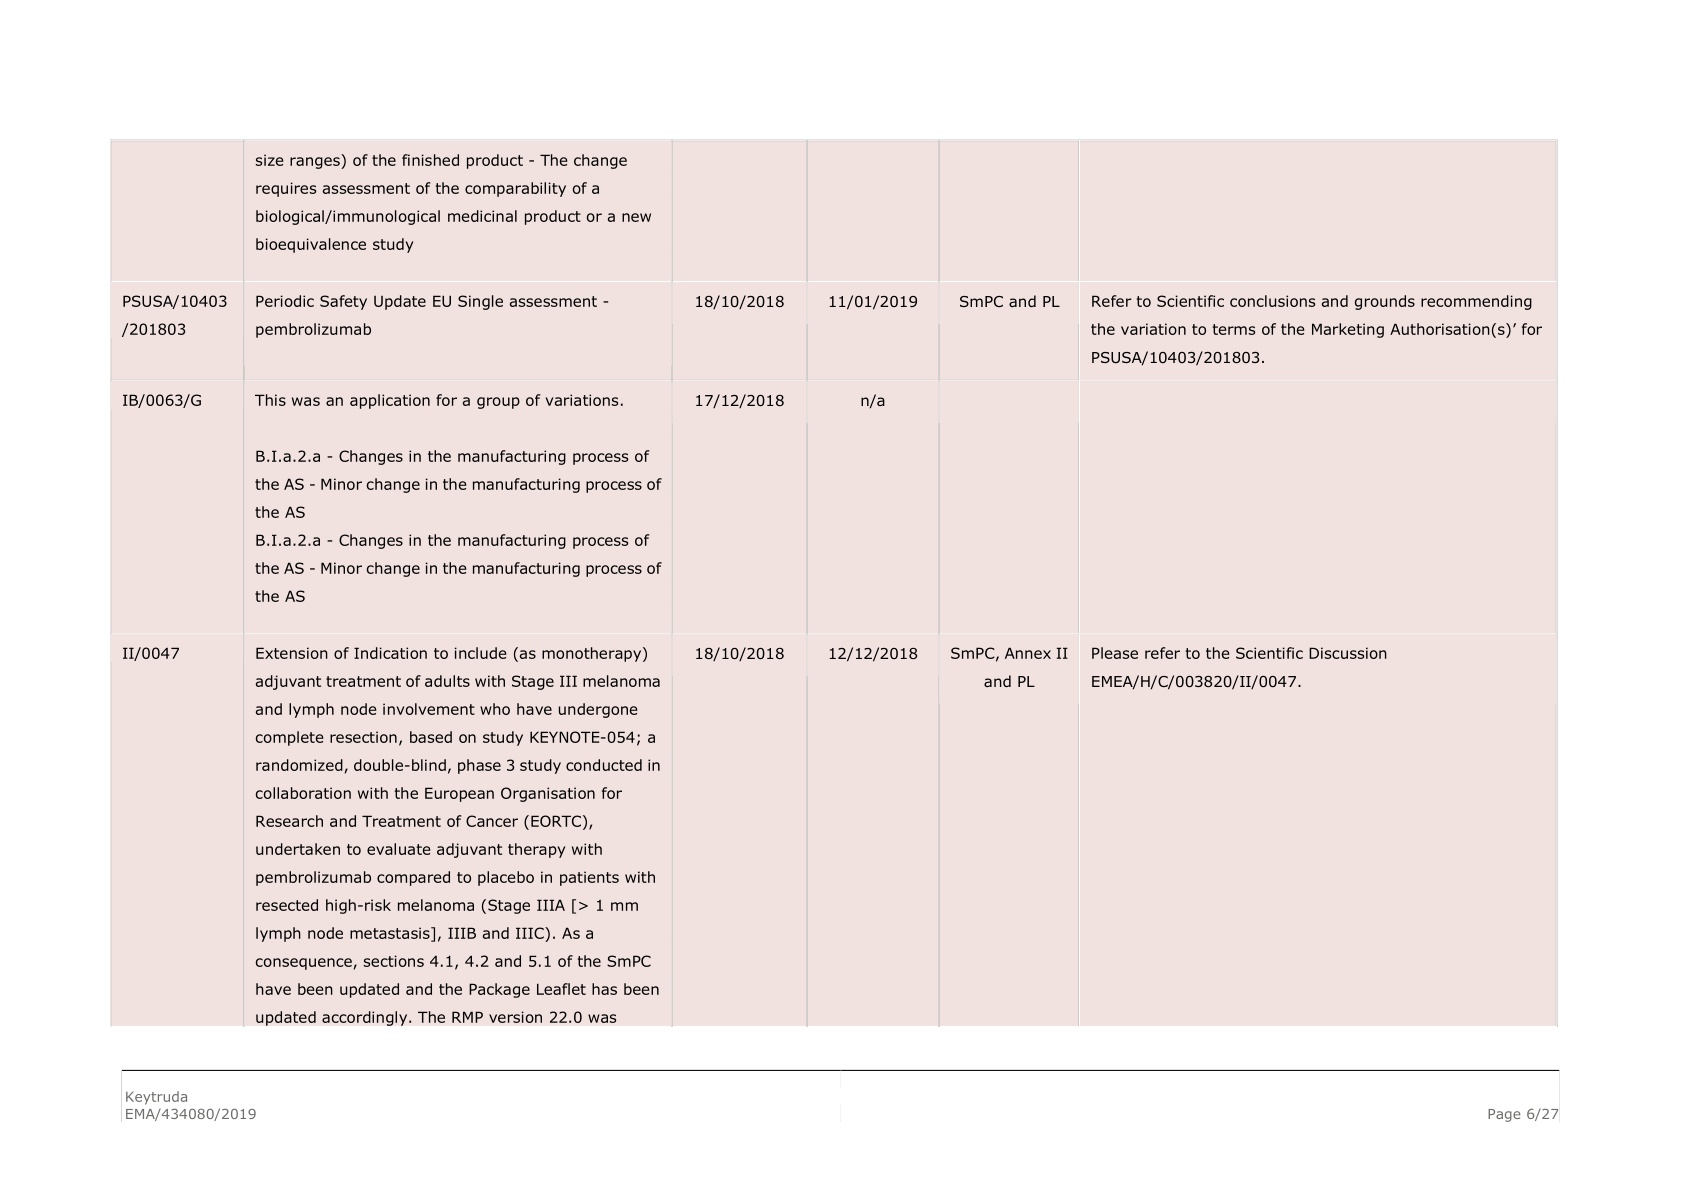 size ranges) of the finished product - The change
requires assessment of the comparability of a
biological/immunological medicinal product or a new
bioequivalence study
PSUSA/10403
/201803
Periodic Safety Update EU Single assessment -
pembrolizumab
18/10/2018
11/01/2019
SmPC and PL
Refer to Scientific conclusions and grounds recommending
the variation to terms of the Marketing Authorisation(s)’ for
PSUSA/10403/201803.
IB/0063/G
This was an application for a group of variations.
17/12/2018
n/a
B.I.a.2.a - Changes in the manufacturing process of
the AS - Minor change in the manufacturing process of
the AS
B.I.a.2.a - Changes in the manufacturing process of
the AS - Minor change in the manufacturing process of
the AS
II/0047
Extension of Indication to include (as monotherapy)
adjuvant treatment of adults with Stage III melanoma
and lymph node involvement who have undergone
complete resection, based on study KEYNOTE-054; a
randomized, double-blind, phase 3 study conducted in
collaboration with the European Organisation for
Research and Treatment of Cancer (EORTC),
undertaken to evaluate adjuvant therapy with
pembrolizumab compared to placebo in patients with
resected high-risk melanoma (Stage IIIA [> 1 mm
lymph node metastasis], IIIB and IIIC). As a
consequence, sections 4.1, 4.2 and 5.1 of the SmPC
have been updated and the Package Leaflet has been
updated accordingly. The RMP version 22.0 was
18/10/2018
12/12/2018
SmPC, Annex II
and PL
Please refer to the Scientific Discussion
EMEA/H/C/003820/II/0047.
Keytruda
EMA/434080/2019
Page 6/27